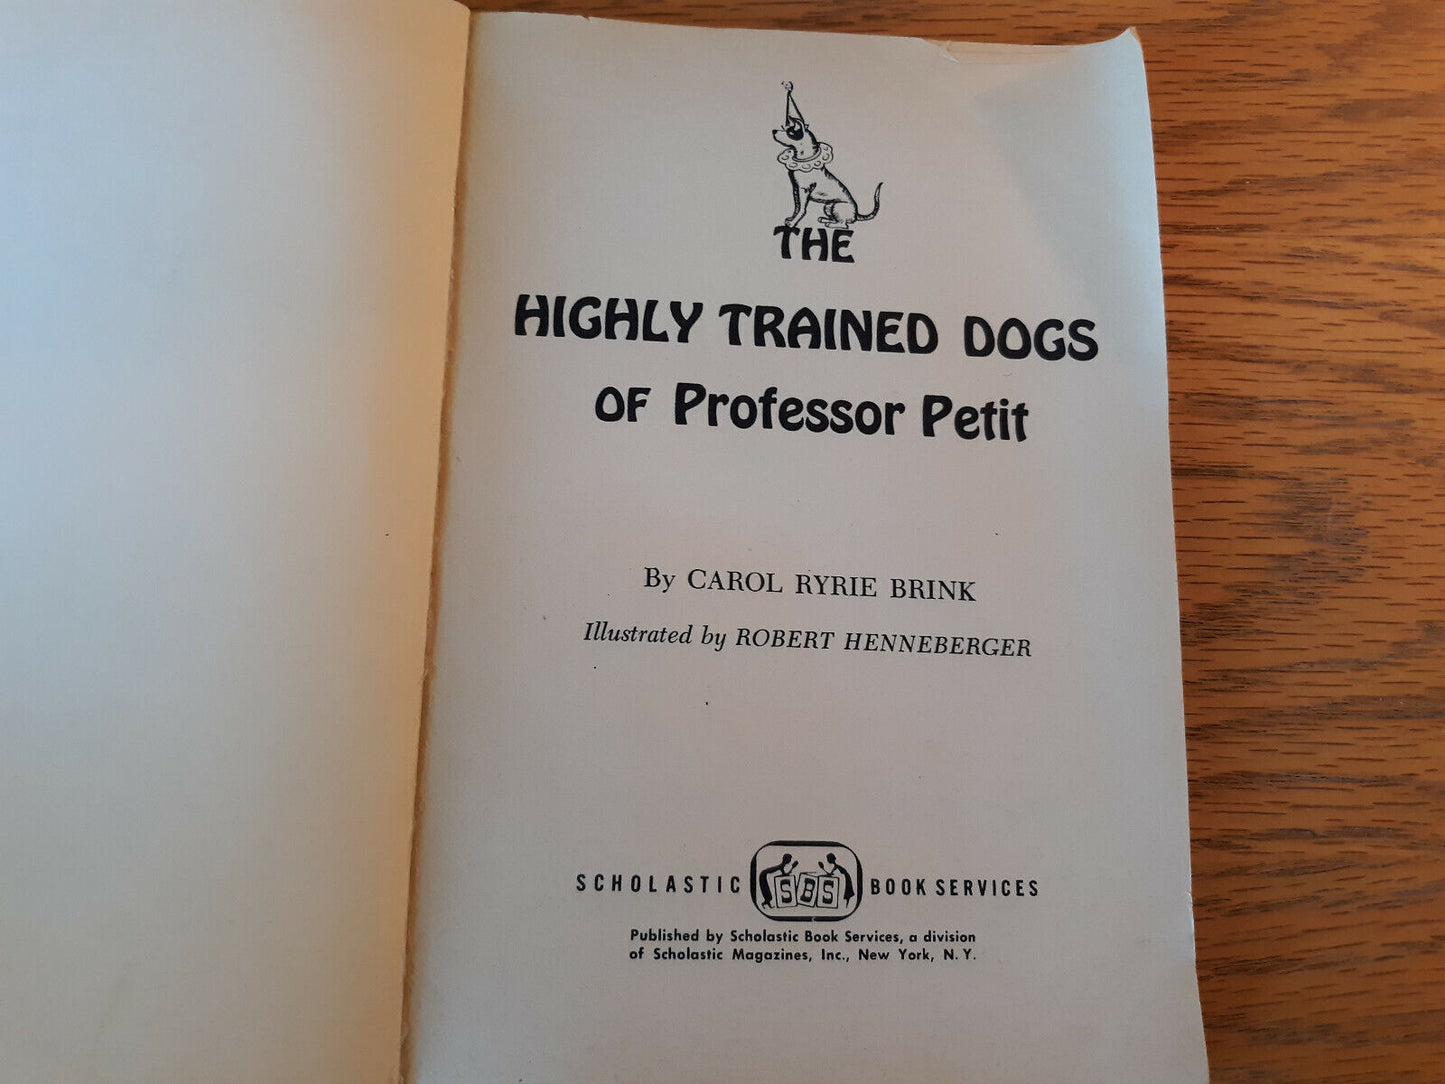 THE
HIGHLY TRAINED DOGS
OF Professor Petit
By CAROL RYRIE BRINK
Illustrated by ROBERT HENNEBERGER
SCHOLASTIC SBS BOOK SERVICES
Published by Scholastic Book Services, a division
of Scholastic Magazines, Inc., New York, N. Y.